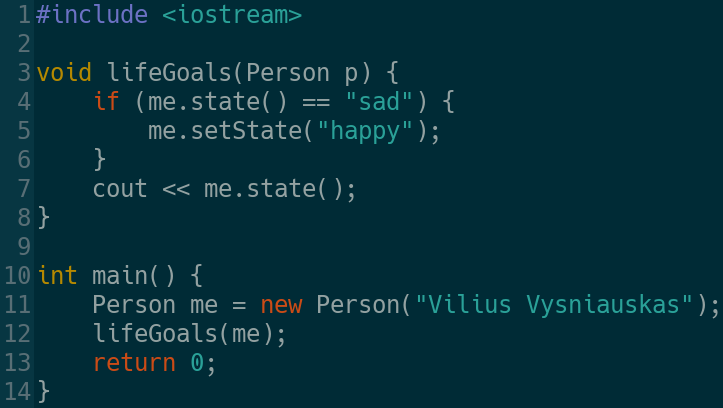 1 #include <iostream>
2
3 void lifeGoals(Person p) {
4     if (me.state() == "sad") {
5         me.setState("happy");
6     }
7     cout << me.state();
8 }
9
10 int main() {
11     Person me = new Person("Vilius Vysniauskas");
12     lifeGoals(me);
13     return 0;
14 }